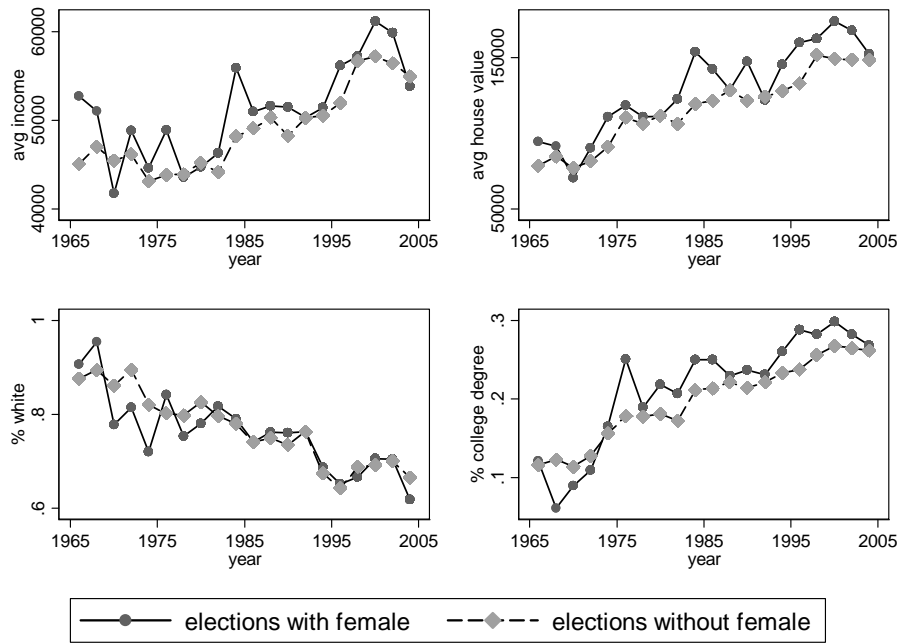 avg income
60000
50000
40000
1965 1975 1985 1995 2005
year
avg house value
150000
50000
1965 1975 1985 1995 2005
year
% white
1
.8
.6
1965 1975 1985 1995 2005
year
% college degree
.3
.2
.1
1965 1975 1985 1995 2005
year
elections with female elections without female